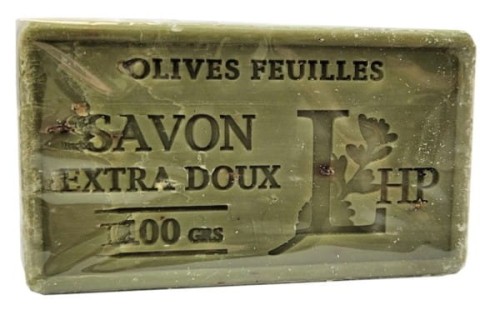 OLIVES FEUILLES
SAVON
EXTRA DOUX
100 GRS
L HP